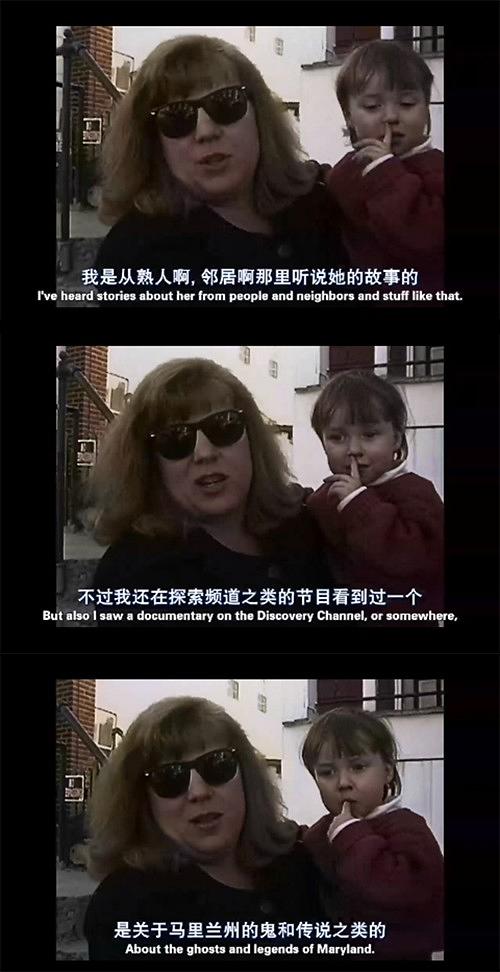 我是从熟人啊, 邻居啊那里听说她的故事的
I've heard stories about her from people and neighbors and stuff like that.
不过我还在探索频道之类的节目看到过一个
But also I saw a documentary on the Discovery Channel, or somewhere,
是关于马里兰州的鬼和传说之类的
About the ghosts and legends of Maryland.